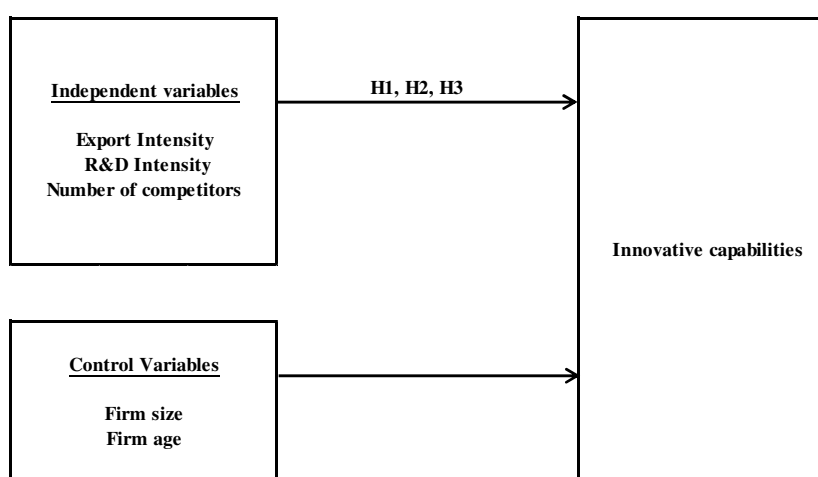 Independent variables
Export Intensity
R&D Intensity
Number of competitors
H1, H2, H3
Innovative capabilities
Control Variables
Firm size
Firm age